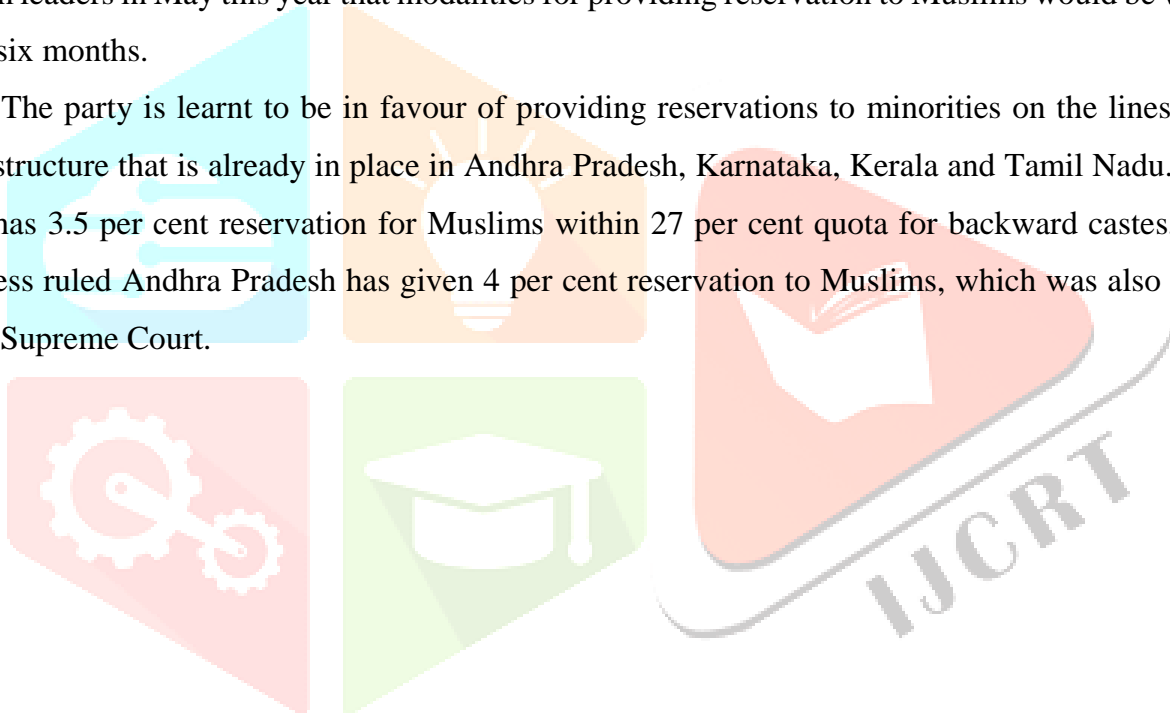 leaders in May this year that modalities for providing reservation to Muslims would be
six months.
The party is learnt to be in favour of providing reservations to minorities on the lines
structure that is already in place in Andhra Pradesh, Karnataka, Kerala and Tamil Nadu.
has 3.5 per cent reservation for Muslims within 27 per cent quota for backward castes.
ess ruled Andhra Pradesh has given 4 per cent reservation to Muslims, which was also
Supreme Court.
IJCRT